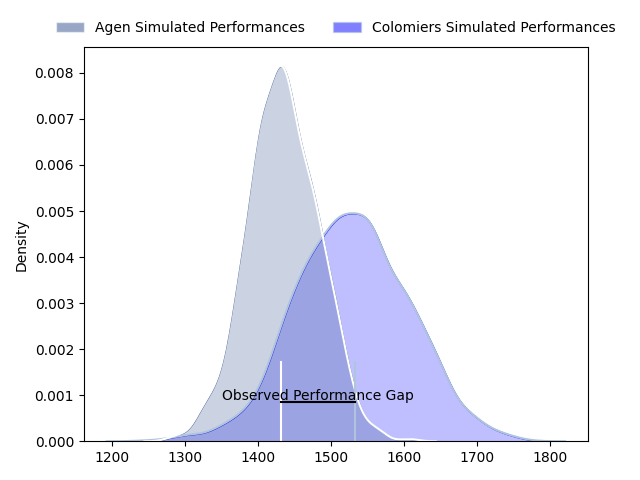 Agen Simulated Performances
Colomiers Simulated Performances
0.008
0.007
0.006
0.005
0.004
0.003
0.002
0.001
0.000
Density
Observed Performance Gap
1200 1300 1400 1500 1600 1700 1800